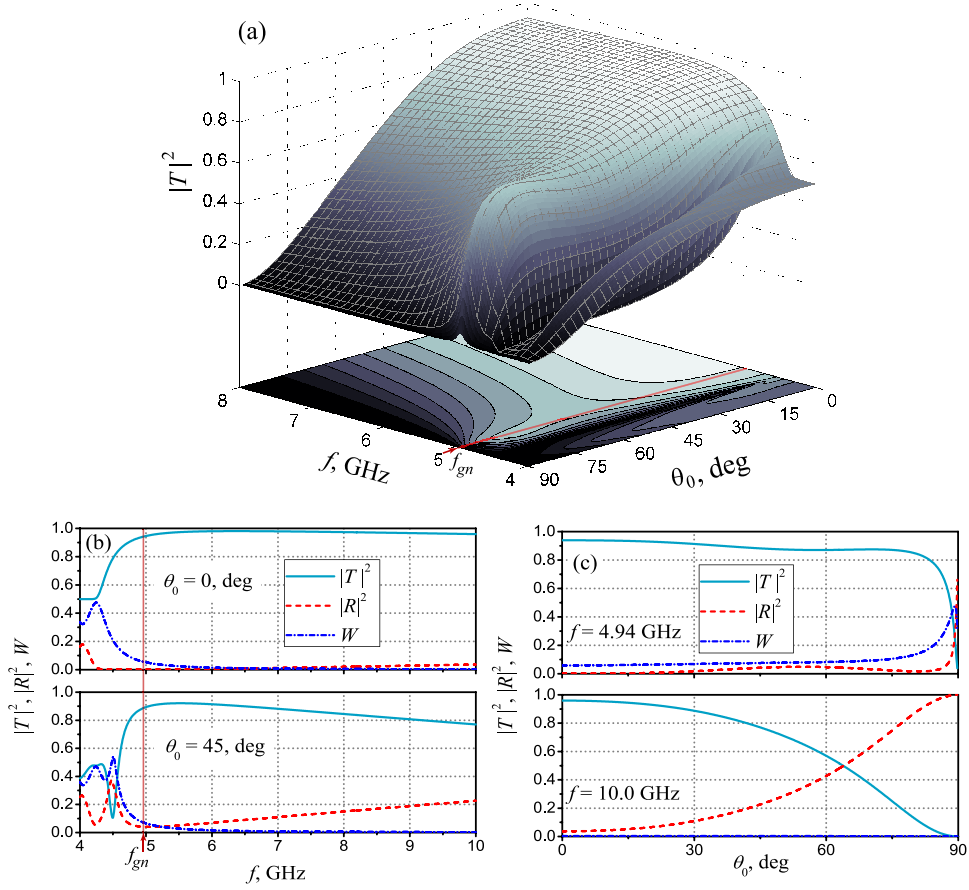 (a)
|T|²
1
0.8
0.6
0.4
0.2
0
8
7
6
5
4
f, GHz
f_gn
90
75
60
45
30
15
0
θ₀, deg
|T|², |R|², W
(b)
1.0
0.8
0.6
0.4
0.2
0.0
θ₀ = 0, deg
|T|²
|R|²
W
1.0
0.8
0.6
0.4
0.2
0.0
θ₀ = 45, deg
4 5 6 7 8 9 10
f_gn
f, GHz
|T|², |R|², W
(c)
1.0
0.8
0.6
0.4
0.2
0.0
f = 4.94 GHz
|T|²
|R|²
W
1.0
0.8
0.6
0.4
0.2
0.0
f = 10.0 GHz
0 30 60 90
θ₀, deg